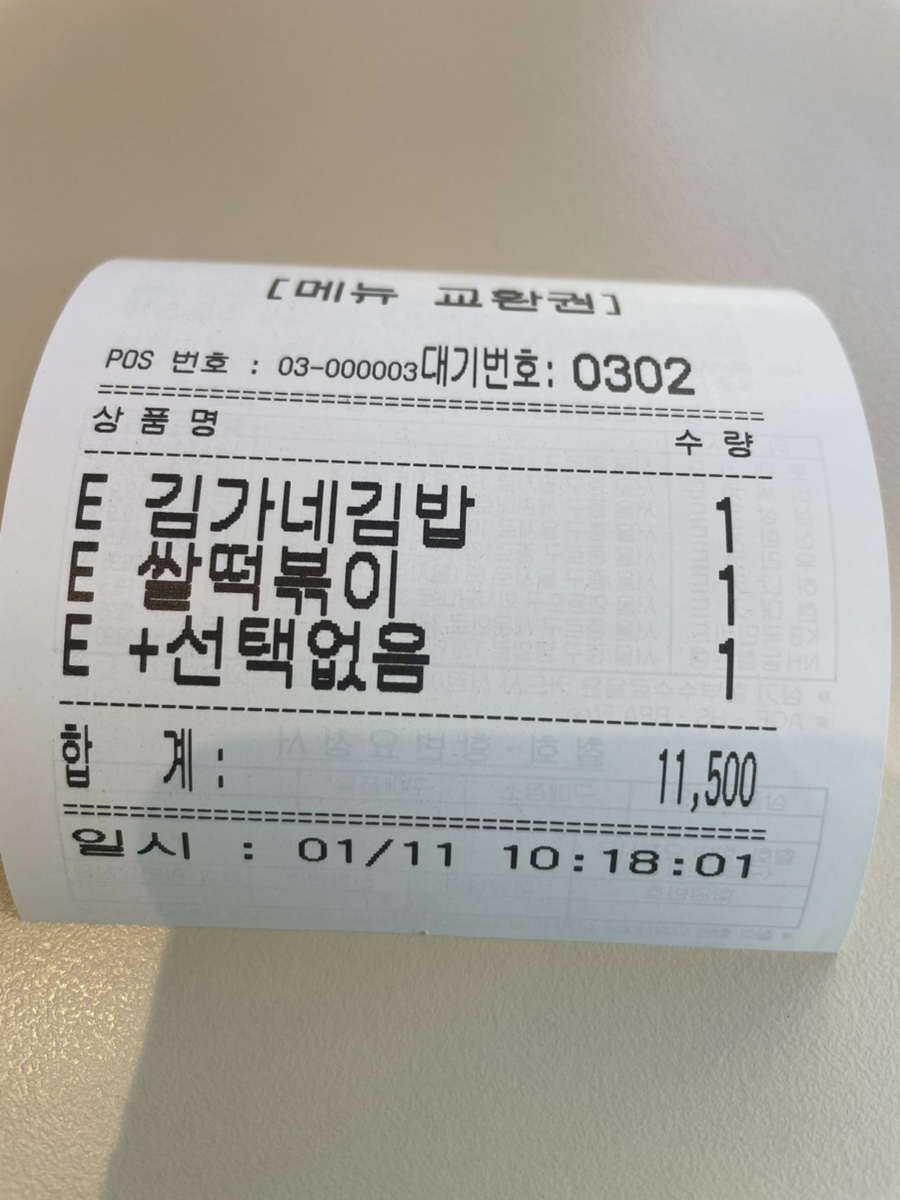 [메뉴 교환권]
POS 번호 : 03-000003대기번호: 0302
상 품 명 수 량
E 김가네김밥 1
E 쌀떡볶이 1
E +선택없음 1
합 계 : 11,500
일시 : 01/11 10:18:01